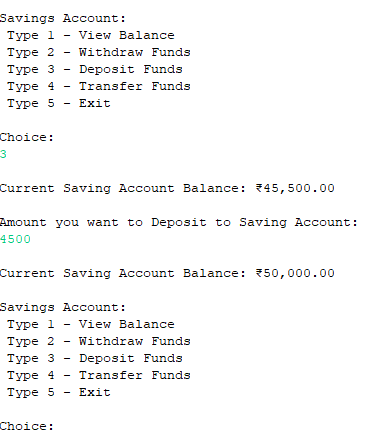 Savings Account:
Type 1 - View Balance
Type 2 - Withdraw Funds
Type 3 - Deposit Funds
Type 4 - Transfer Funds
Type 5 - Exit
Choice:
3
Current Saving Account Balance: ₹45,500.00
Amount you want to Deposit to Saving Account:
4500
Current Saving Account Balance: ₹50,000.00
Savings Account:
Type 1 - View Balance
Type 2 - Withdraw Funds
Type 3 - Deposit Funds
Type 4 - Transfer Funds
Type 5 - Exit
Choice: